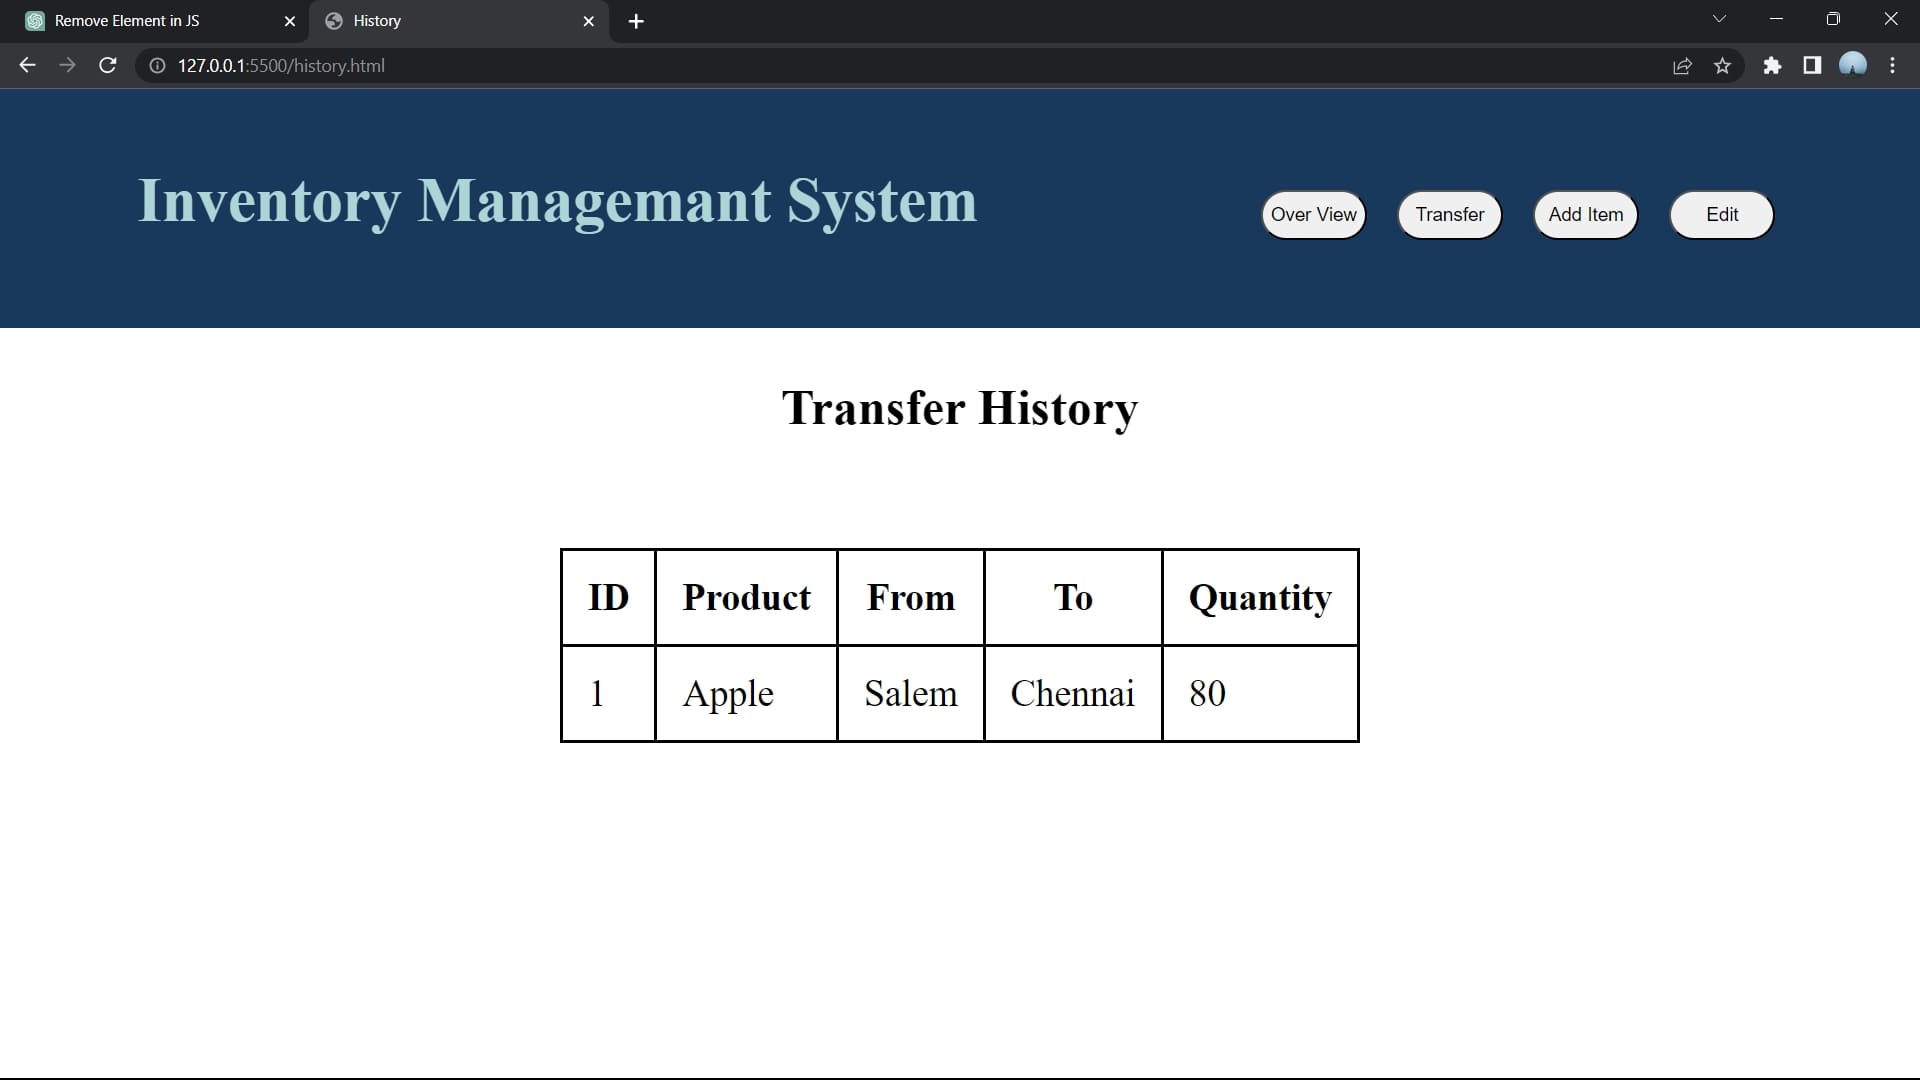 Remove Element in JS
History
127.0.0.1:5500/history.html
Inventory Managemant System
Over View Transfer Add Item Edit
Transfer History
ID Product From To Quantity
1 Apple Salem Chennai 80